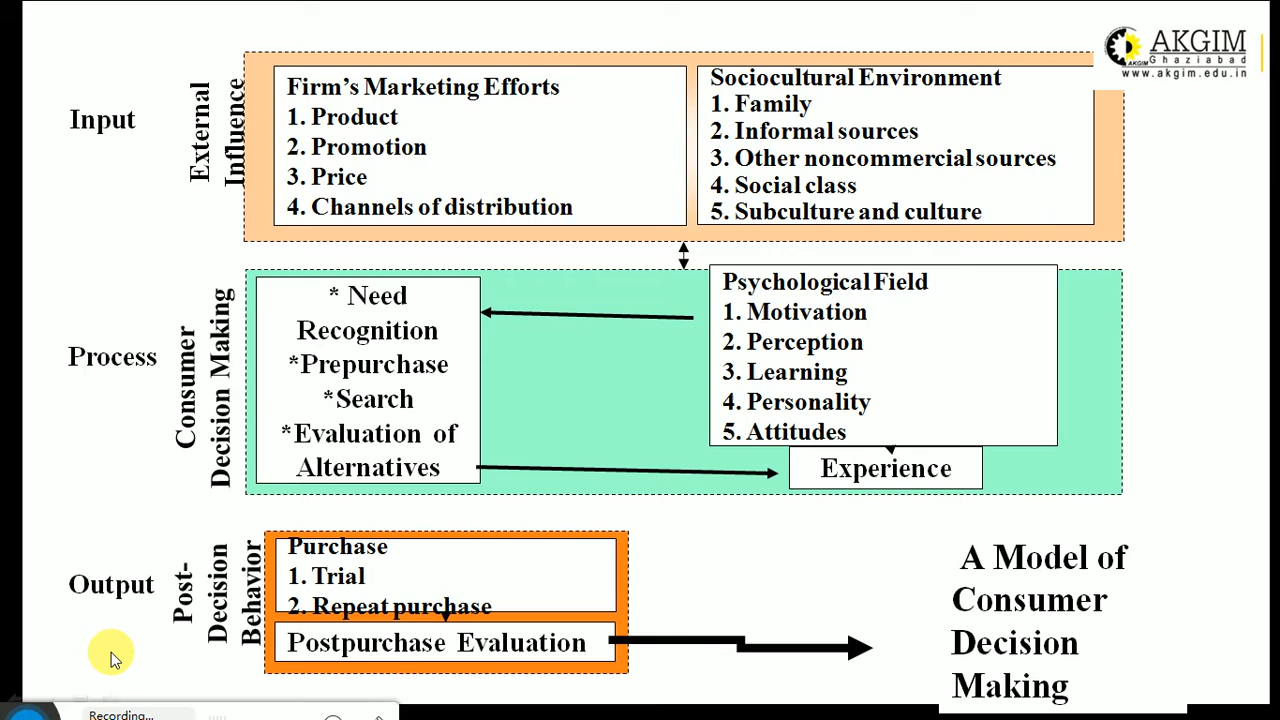 AKGIM
Ghaziabad
AKGIM
www.akgim.edu.in
Input
External
Influence
Firm's Marketing Efforts
1. Product
2. Promotion
3. Price
4. Channels of distribution
Sociocultural Environment
1. Family
2. Informal sources
3. Other noncommercial sources
4. Social class
5. Subculture and culture
Process
Consumer
Decision Making
* Need
Recognition
*Prepurchase
*Search
*Evaluation of
Alternatives
Psychological Field
1. Motivation
2. Perception
3. Learning
4. Personality
5. Attitudes
Experience
Output
Post-
Decision
Behavior
Purchase
1. Trial
2. Repeat purchase
Postpurchase Evaluation
A Model of
Consumer
Decision
Making
Recording...